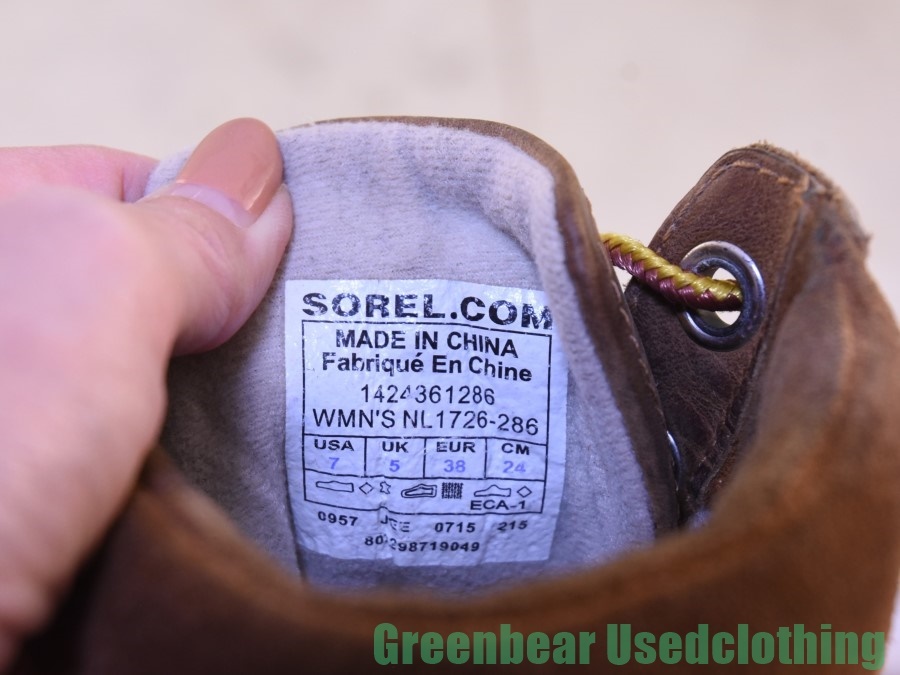 SOREL.COM
MADE IN CHINA
Fabriqué En Chine
1424361286
WMN'S NL1726-286
USA UK EUR CM
7 5 38 24
ECA-1
0957 0715 215
Greenbear Usedclothing